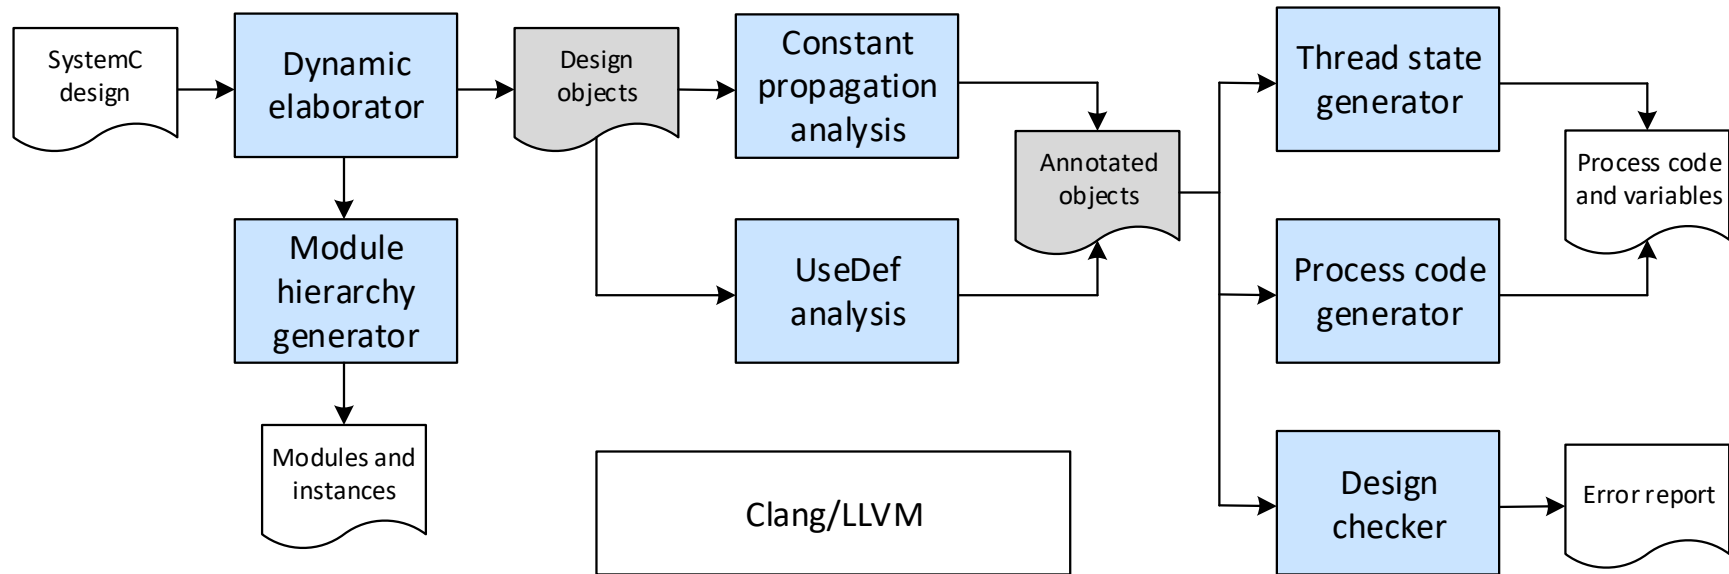 SystemC
design
Dynamic
elaborator
Design
objects
Constant
propagation
analysis
Thread state
generator
Annotated
objects
Process code
and variables
Module
hierarchy
generator
UseDef
analysis
Process code
generator
Modules and
instances
Clang/LLVM
Design
checker
Error report